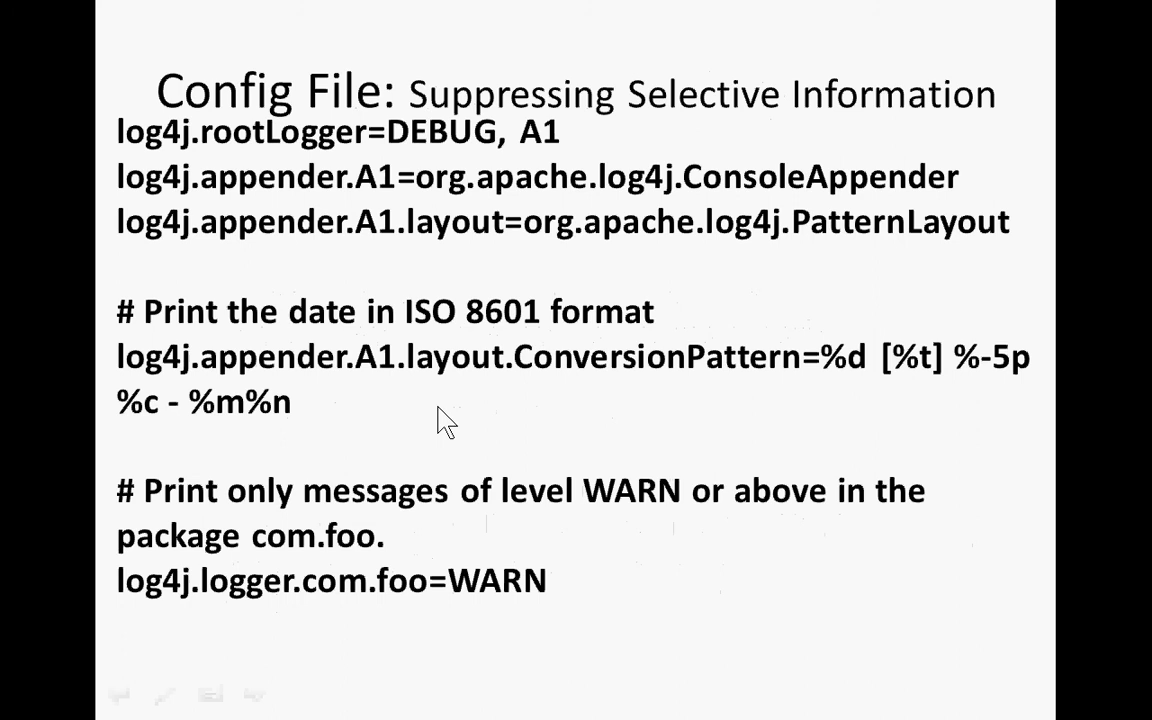 Config File: Suppressing Selective Information
log4j.rootLogger=DEBUG, A1
log4j.appender.A1=org.apache.log4j.ConsoleAppender
log4j.appender.A1.layout=org.apache.log4j.PatternLayout
# Print the date in ISO 8601 format
log4j.appender.A1.layout.ConversionPattern=%d [%t] %-5p
%c - %m%n
# Print only messages of level WARN or above in the
package com.foo.
log4j.logger.com.foo=WARN